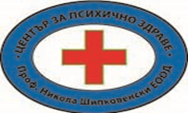 ЦЕНТЪР ЗА ПСИХИЧНО ЗДРАВЕ
Проф. Никола Шипковенски ЕООД